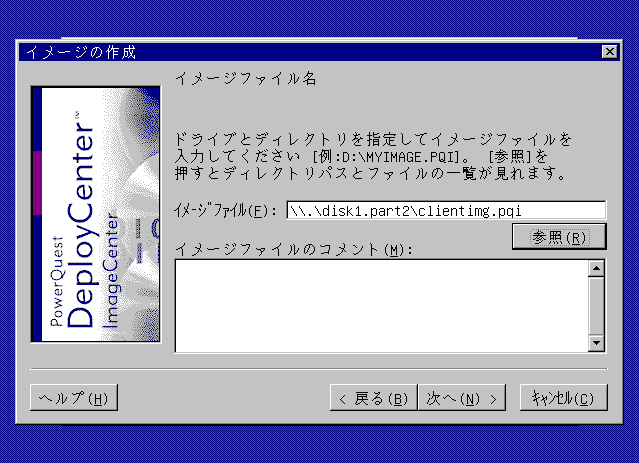 イメージの作成
イメージファイル名
ドライブとディレクトリを指定してイメージファイルを
入力してください [例:D:\MYIMAGE.PQI]。 [参照]を
押すとディレクトリパスとファイルの一覧が見れます。
ｲﾒｰｼﾞﾌｧｲﾙ(F): \\.\disk1.part2\clientimg.pqi
参照(R)
イメージファイルのコメント(M):
PowerQuest
DeployCenter™
ImageCenter
ヘルプ(H)
< 戻る(B)
次へ(N) >
ｷｬﾝｾﾙ(C)